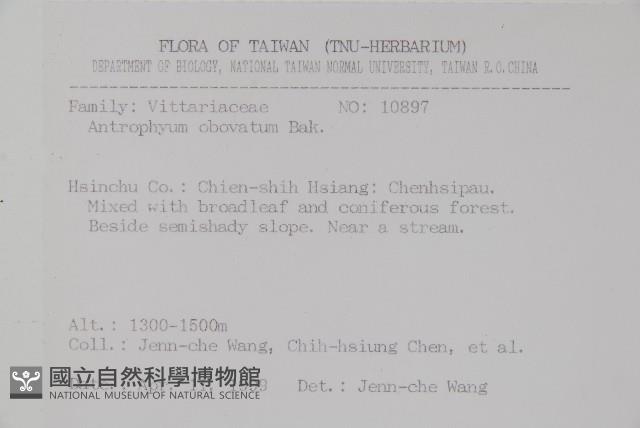 FLORA OF TAIWAN (TNU-HERBARIUM)
DEPARTMENT OF BIOLOGY, NATIONAL TAIWAN NORMAL UNIVERSITY, TAIWAN R.O.CHINA
Family: Vittariaceae NO: 10897
Antrophyum obovatum Bak.
Hsinchu Co.: Chien-shih Hsiang: Chenhsipau.
Mixed with broadleaf and coniferous forest.
Beside semishady slope. Near a stream.
Alt.: 1300-1500m
Coll.: Jenn-che Wang, Chih-hsiung Chen, et al.
Det.: Jenn-che Wang
國立自然科學博物館
NATIONAL MUSEUM OF NATURAL SCIENCE